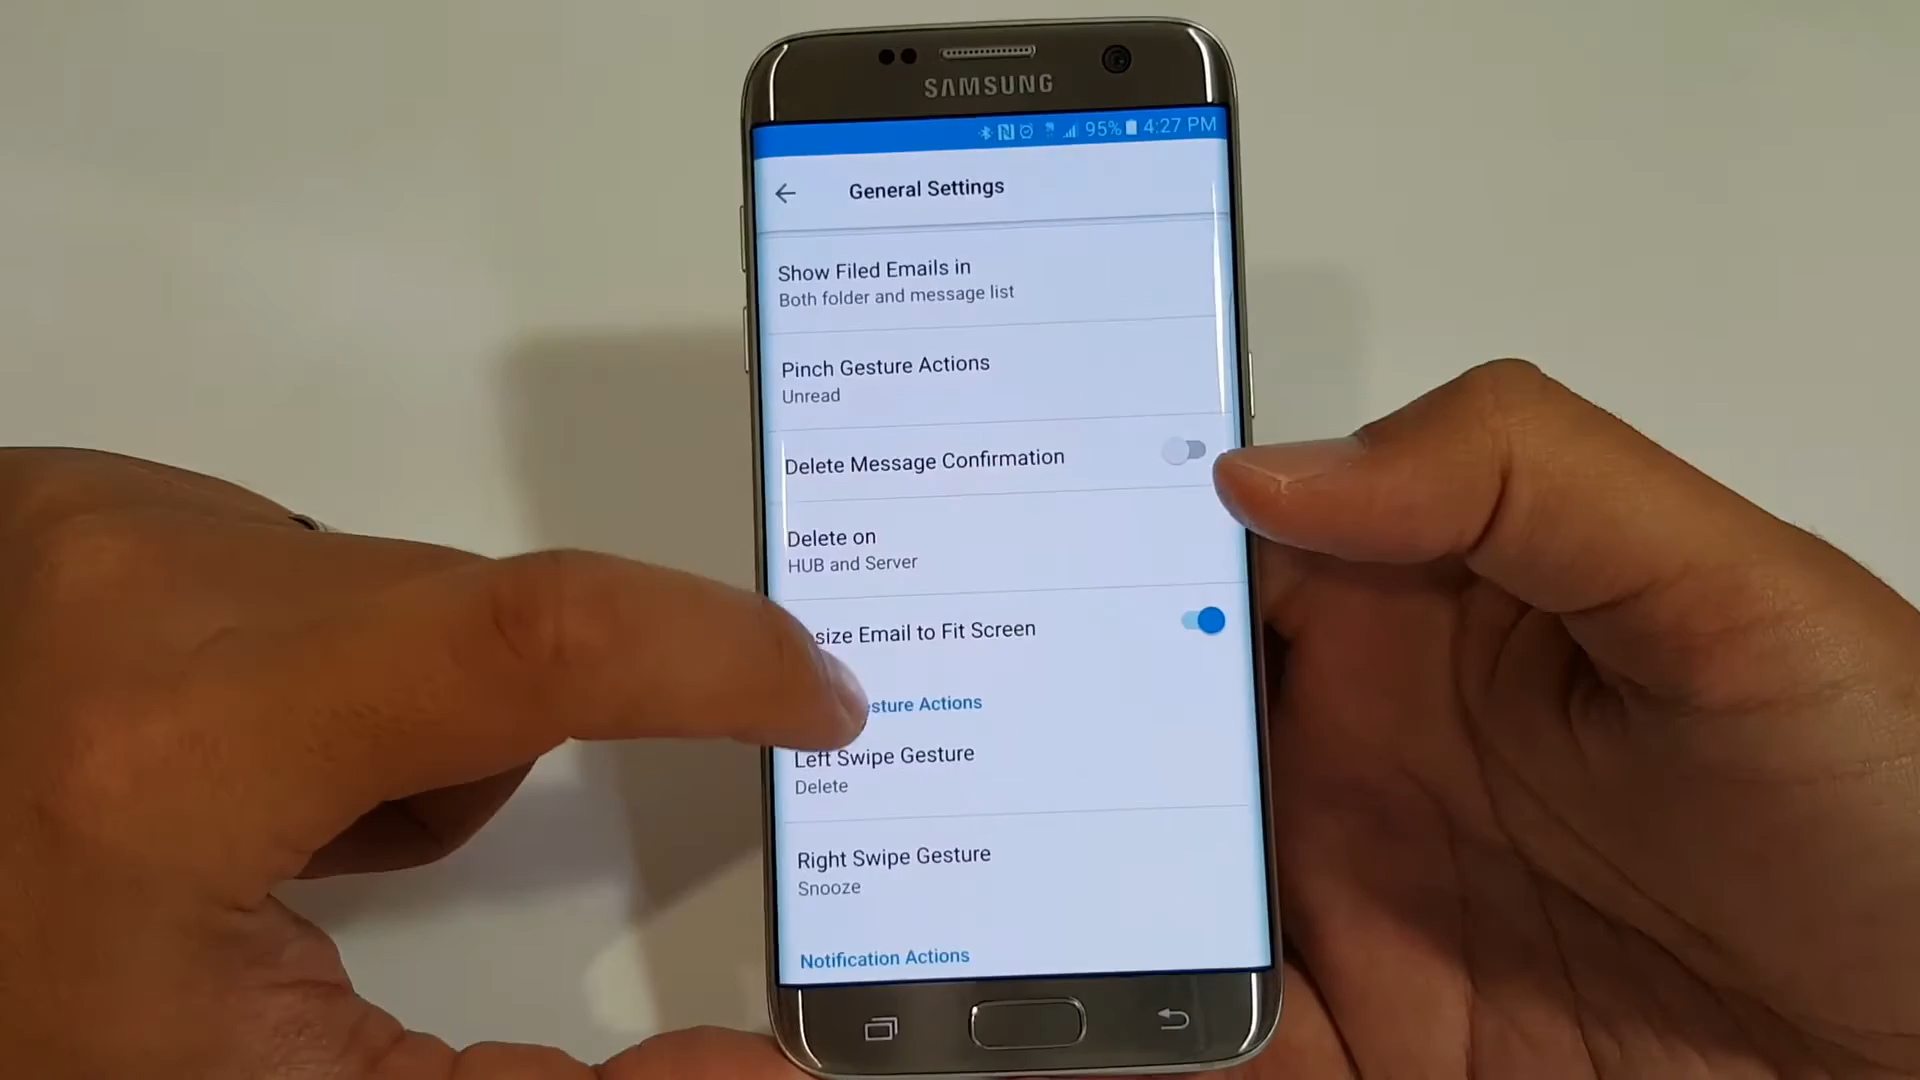 SAMSUNG
95% 4:27 PM
General Settings
Show Filed Emails in
Both folder and message list
Pinch Gesture Actions
Unread
Delete Message Confirmation
Delete on
HUB and Server
Email to Fit Screen
Actions
Left Swipe Gesture
Delete
Right Swipe Gesture
Snooze
Notification Actions